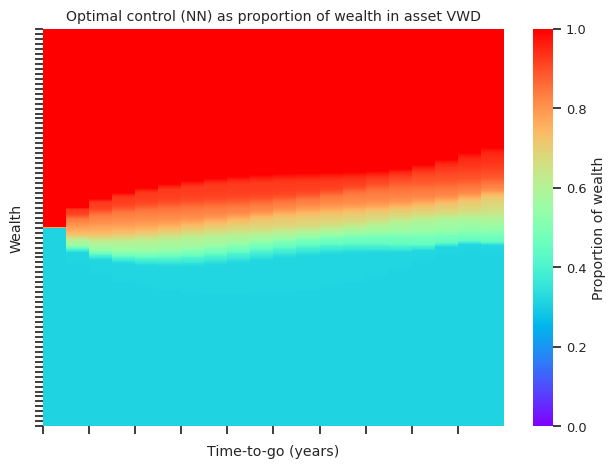 Optimal control (NN) as proportion of wealth in asset VWD
1.0
0.8
0.6
0.4
0.2
0.0
Proportion of wealth
Wealth
Time-to-go (years)